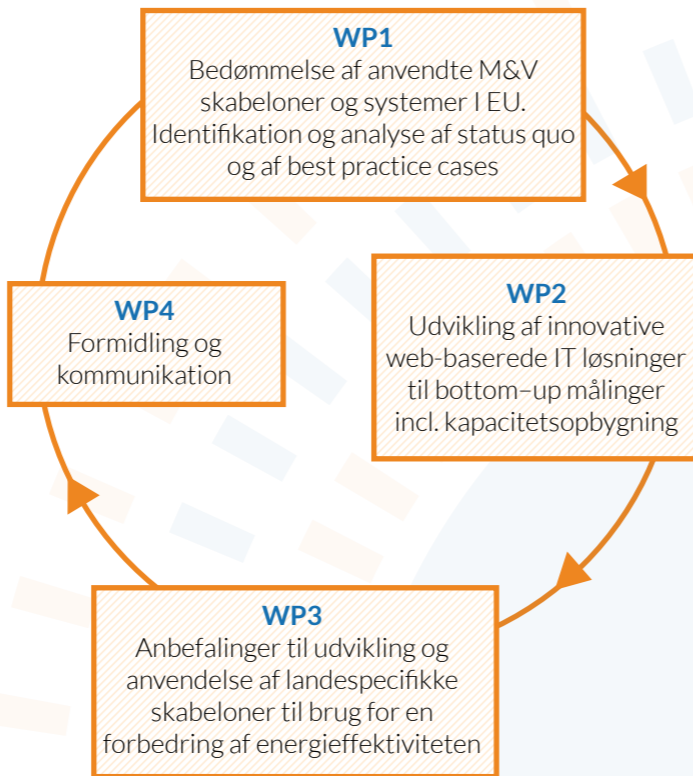 WP1
Bedømmelse af anvendte M&V
skabeloner og systemer I EU.
Identifikation og analyse af status quo
og af best practice cases
WP2
Udvikling af innovative
web-baserede IT løsninger
til bottom–up målinger
incl. kapacitetsopbygning
WP3
Anbefalinger til udvikling og
anvendelse af landespecifikke
skabeloner til brug for en
forbedring af energieffektiviteten
WP4
Formidling og
kommunikation